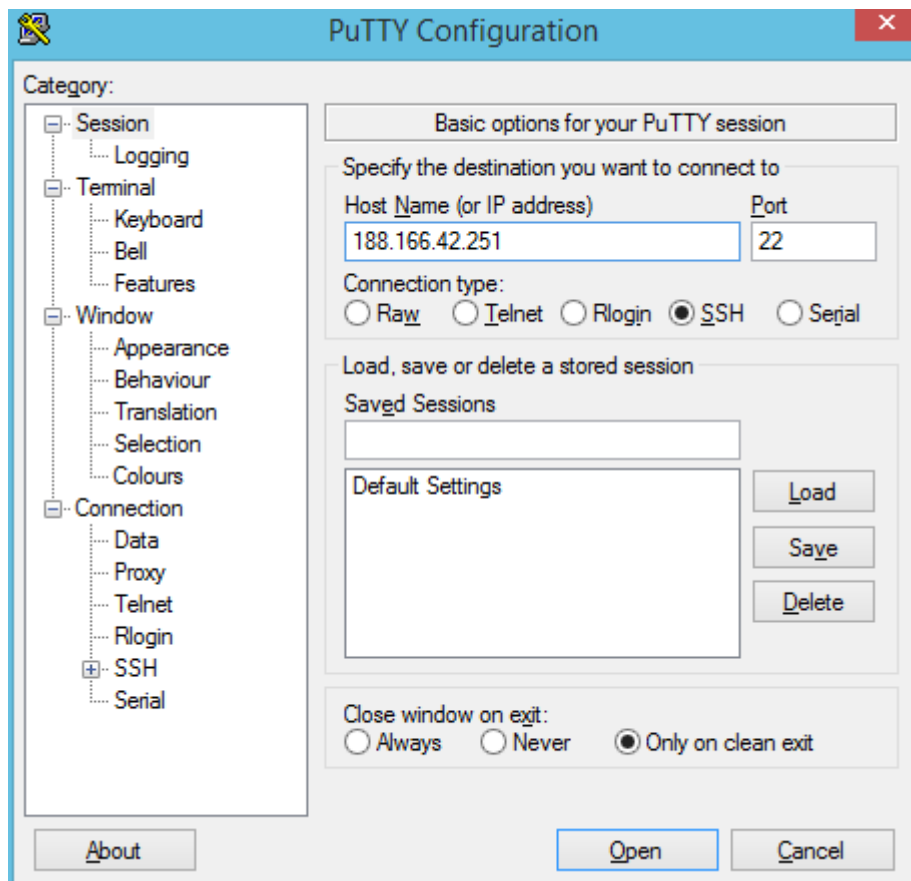 PuTTY Configuration
Category:
Session
Logging
Terminal
Keyboard
Bell
Features
Window
Appearance
Behaviour
Translation
Selection
Colours
Connection
Data
Proxy
Telnet
Rlogin
SSH
Serial
Basic options for your PuTTY session
Specify the destination you want to connect to
Host Name (or IP address) Port
188.166.42.251 22
Connection type:
Raw Telnet Rlogin SSH Serial
Load, save or delete a stored session
Saved Sessions
Default Settings
Load
Save
Delete
Close window on exit:
Always Never Only on clean exit
About Open Cancel